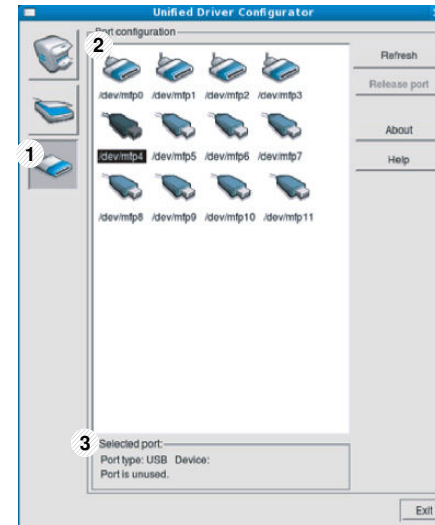 Unified Driver Configurator
Port configuration
2
Refresh
/dev/mfp0 /dev/mfp1 /dev/mfp2 /dev/mfp3
Release port
About
1
/dev/mfp4 /dev/mfp5 /dev/mfp6 /dev/mfp7
Help
/dev/mfp8 /dev/mfp9 /dev/mfp10 /dev/mfp11
3
Selected port:
Port type: USB Device:
Port is unused.
Exit